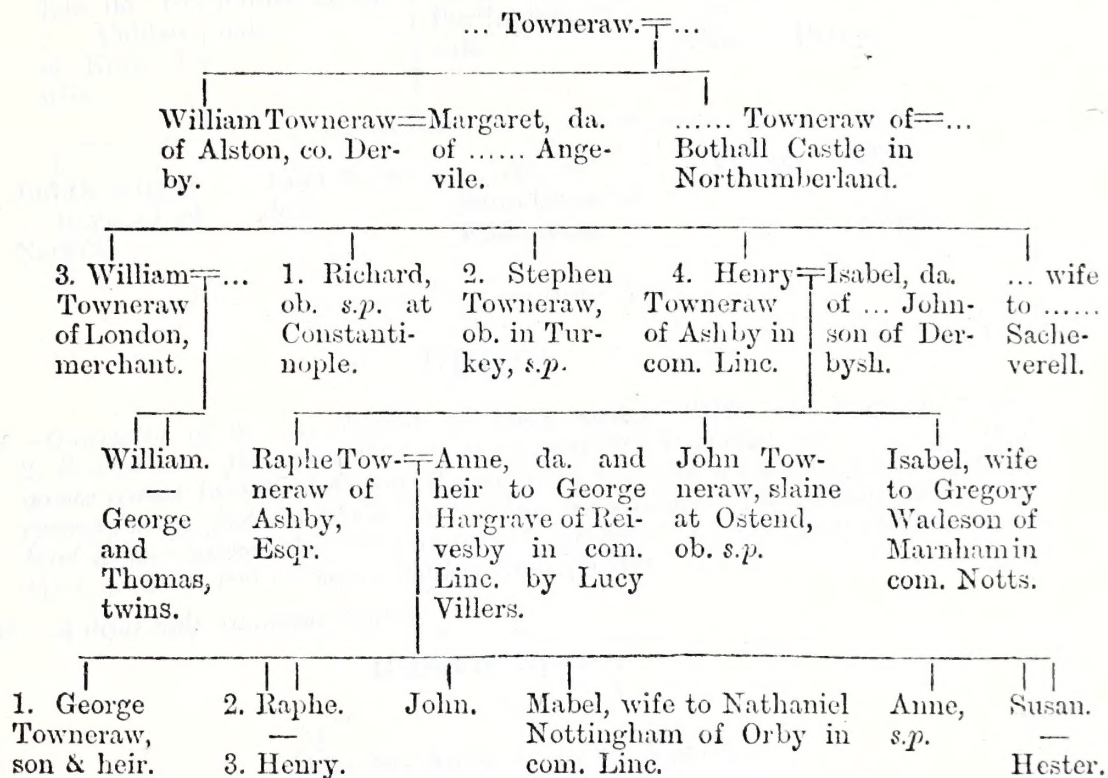 ... Towneraw.=...
William Towneraw=Margaret, da.
of Alston, co. Der-
by.
of ...... Ange-
vile.
...... Towneraw of=...
Bothall Castle in
Northumberland.
3. William=...
Towneraw
of London,
merchant.
1. Richard,
ob. s.p. at
Constanti-
nople.
2. Stephen
Towneraw,
ob. in Tur-
key, s.p.
4. Henry=Isabel, da.
Towneraw
of Ashby in
com. Linc.
of ... John-
son of Der-
bysh.
... wife
to ......
Sache-
verell.
William.
—
George
and
Thomas,
twins.
Raphe Tow-=Anne, da. and
neraw of
Ashby,
Esqr.
heir to George
Hargrave of Rei-
vesby in com.
Linc. by Lucy
Villers.
John Tow-
neraw, slaine
at Ostend,
ob. s.p.
Isabel, wife
to Gregory
Wadeson of
Marnham in
com. Notts.
1. George
Towneraw,
son & heir.
2. Raphe.
—
3. Henry.
John.
Mabel, wife to Nathaniel
Nottingham of Orby in
com. Linc.
Anne,
s.p.
Susan.
—
Hester.